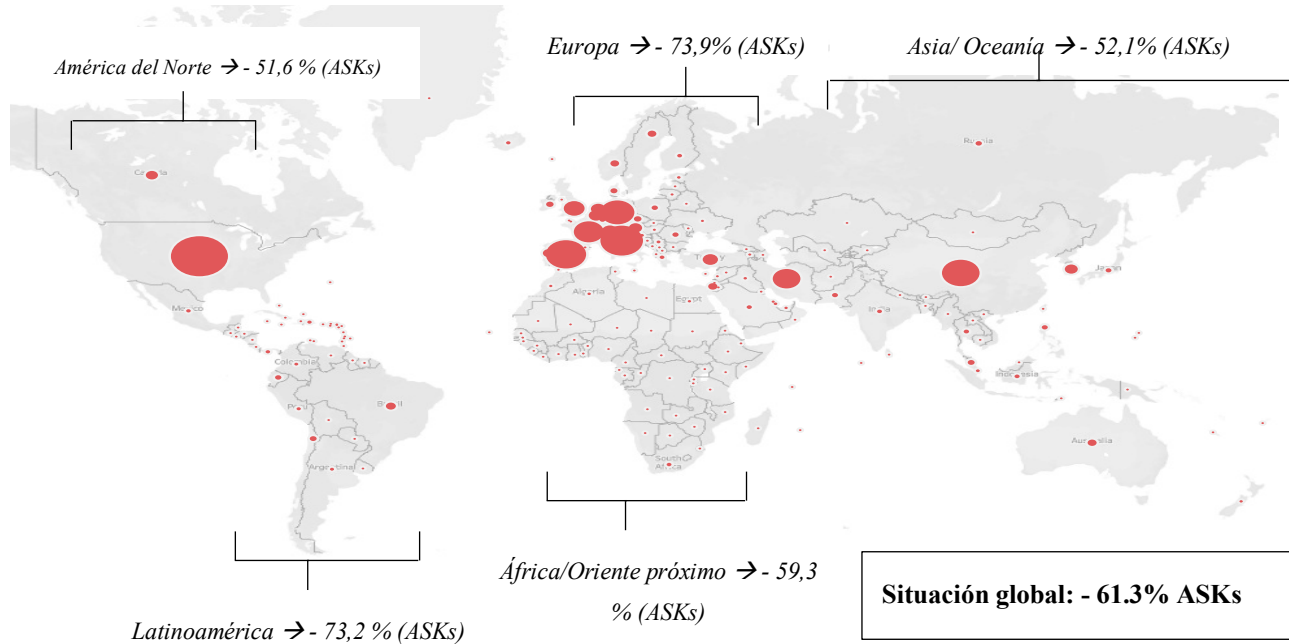 Europa → - 73,9% (ASKs)
Asia/ Oceanía → - 52,1% (ASKs)
América del Norte → - 51,6 % (ASKs)
Russia
Canada
Turkey
Japan
Algeria
Egypt
Mexico
India
Colombia
Indonesia
Peru
Brazil
Australia
Argentina
South
Africa
África/Oriente próximo → - 59,3
% (ASKs)
Situación global: - 61.3% ASKs
Latinoamérica → - 73,2 % (ASKs)